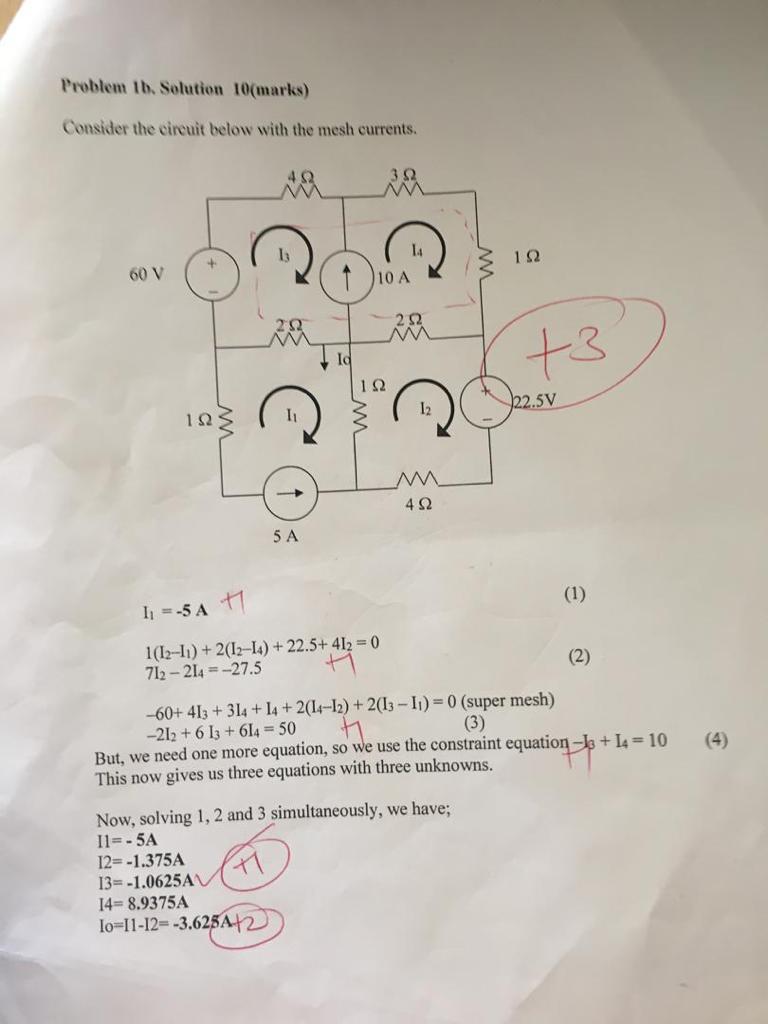 Problem 1b. Solution 10(marks)
Consider the circuit below with the mesh currents.
4 Ω
3 Ω
60 V
+
−
I3
I4
10 A
1 Ω
2 Ω
2 Ω
+3
Io
1 Ω
1 Ω
I1
I2
+
−
22.5V
4 Ω
5 A
I1 = -5 A +1 (1)
1(I2–I1) + 2(I2–I4) + 22.5+ 4I2 = 0
7I2 – 2I4 = –27.5 +1 (2)
–60+ 4I3 + 3I4 + I4 + 2(I4–I2) + 2(I3 – I1) = 0 (super mesh)
–2I2 + 6 I3 + 6I4 = 50 +1 (3)
But, we need one more equation, so we use the constraint equation –I3 + I4 = 10 (4)
+1
This now gives us three equations with three unknowns.
Now, solving 1, 2 and 3 simultaneously, we have;
I1= - 5A
I2= -1.375A
+1
I3= -1.0625A
I4= 8.9375A
Io=I1-I2= -3.625A +2